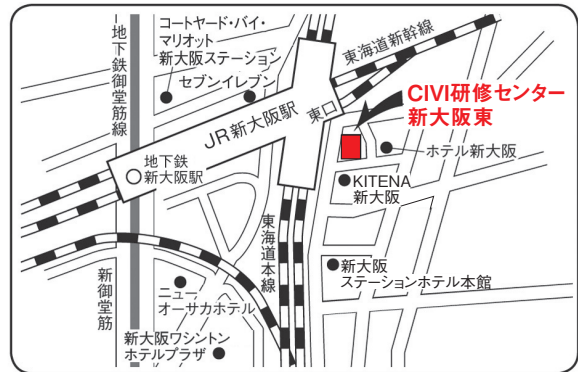 コートヤード・バイ・
マリオット
新大阪ステーション
セブンイレブン
地下鉄御堂筋線
東海道新幹線
JR新大阪駅
東口
CIVI研修センター
新大阪東
ホテル新大阪
地下鉄
新大阪駅
KITENA
新大阪
東海道本線
新大阪
ステーションホテル本館
新御堂筋
ニュー
オーサカホテル
新大阪ワシントン
ホテルプラザ